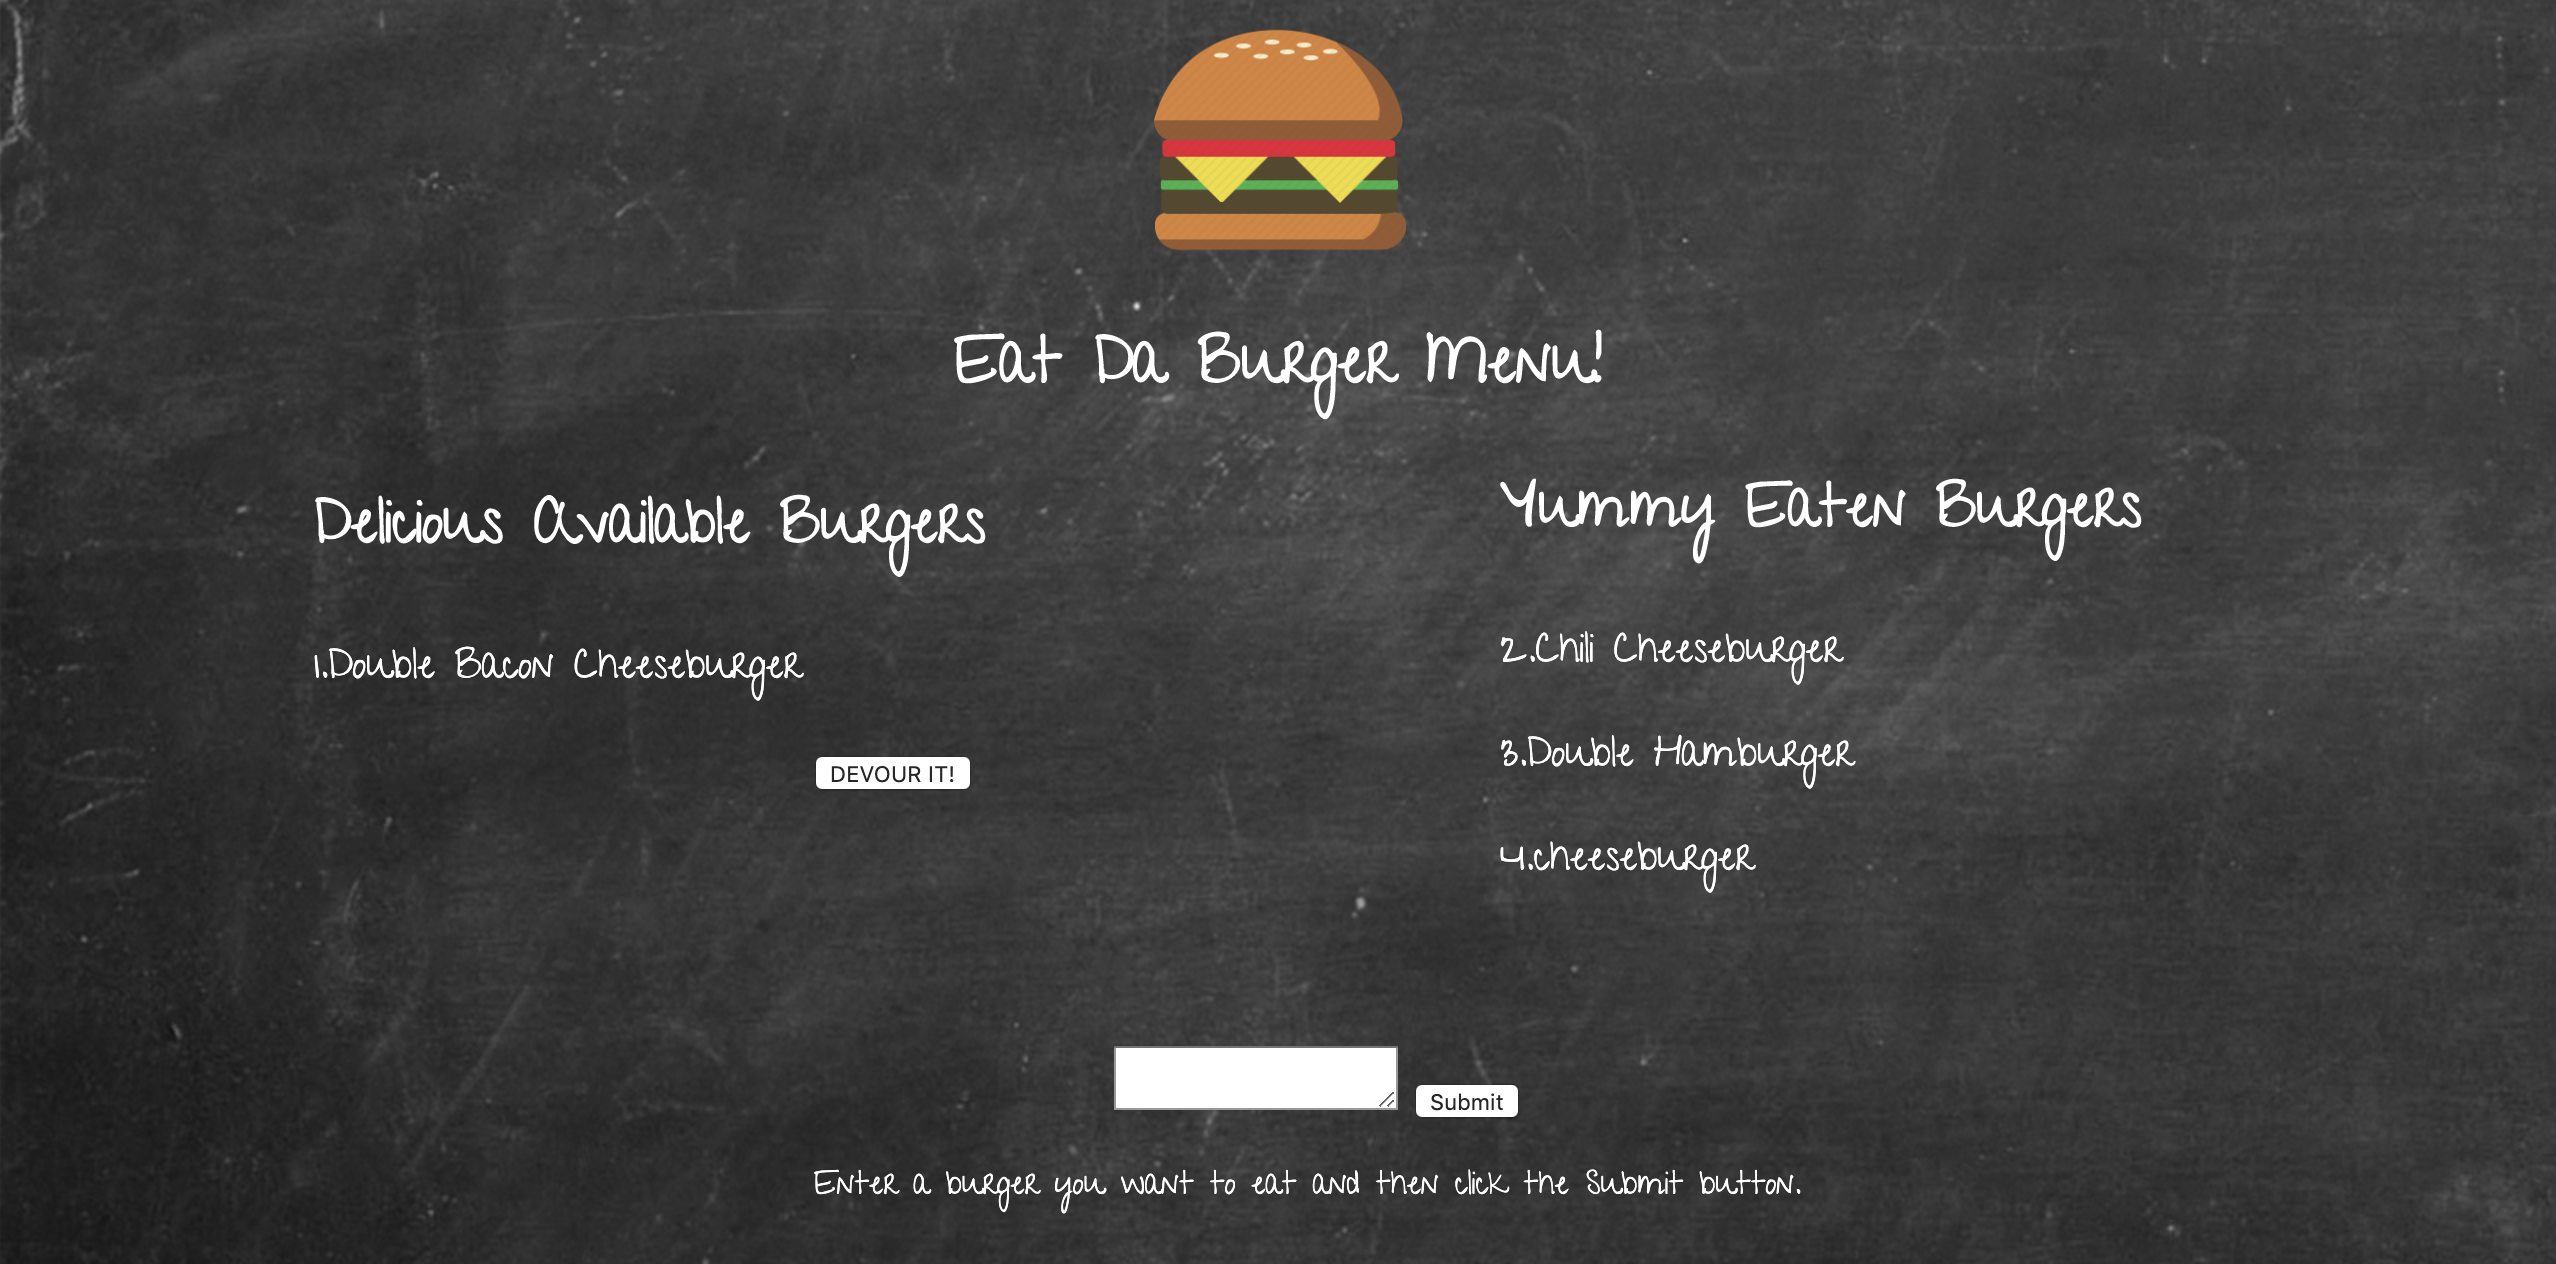 Eat Da Burger Menu!
Delicious Available Burgers
1.Double Bacon Cheeseburger
DEVOUR IT!
Yummy Eaten Burgers
2.Chili Cheeseburger
3.Double Hamburger
4.cheeseburger
Submit
Enter a burger you want to eat and then click the Submit button.